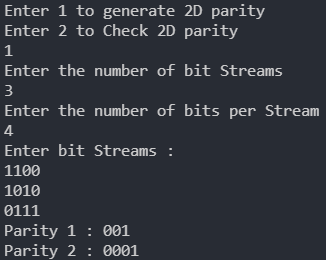 Enter 1 to generate 2D parity
Enter 2 to Check 2D parity
1
Enter the number of bit Streams
3
Enter the number of bits per Stream
4
Enter bit Streams :
1100
1010
0111
Parity 1 : 001
Parity 2 : 0001